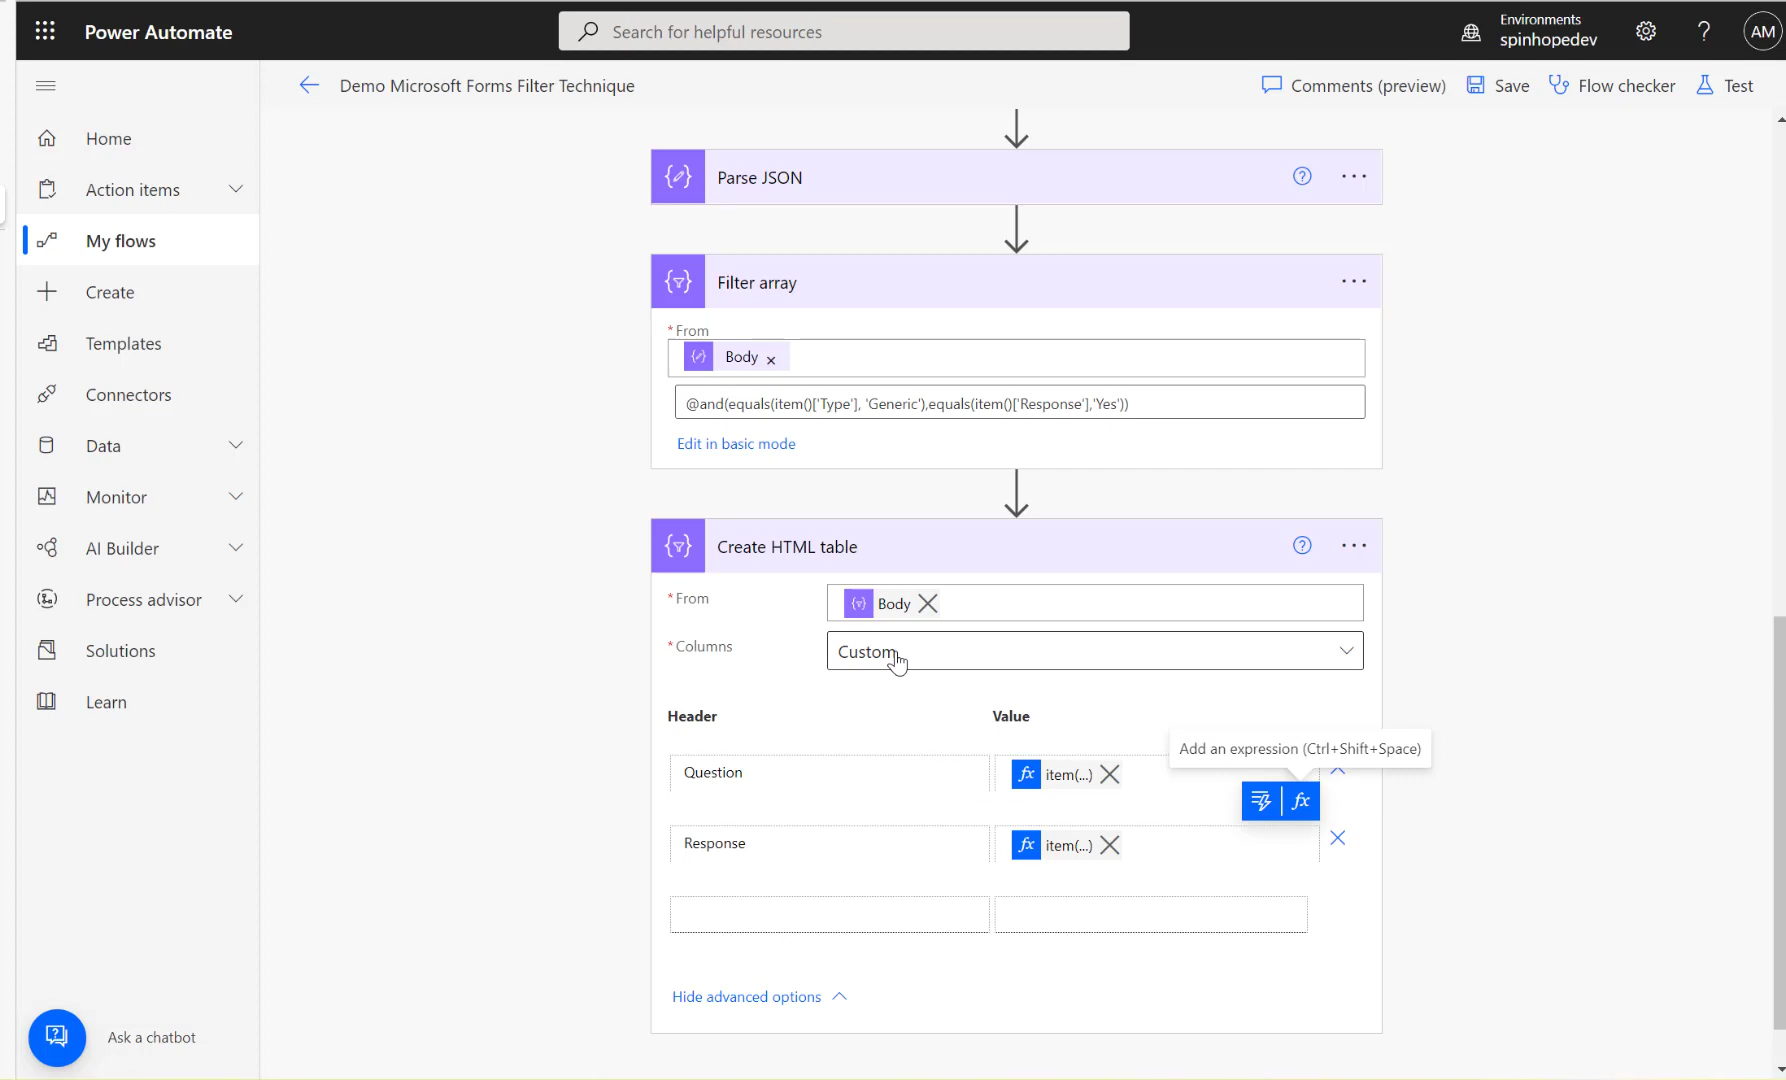 Power Automate
Search for helpful resources
Environments
spinhopedev
?
AM
Demo Microsoft Forms Filter Technique
Comments (preview)
Save
Flow checker
Test
Home
Action items
My flows
Create
Templates
Connectors
Data
Monitor
AI Builder
Process advisor
Solutions
Learn
Ask a chatbot
Parse JSON
Filter array
* From
Body
@and(equals(item()['Type'], 'Generic'),equals(item()['Response'],'Yes'))
Edit in basic mode
Create HTML table
* From
Body
* Columns
Custom
Header Value
Add an expression (Ctrl+Shift+Space)
Question fx item(...)
fx
Response fx item(...)
Hide advanced options